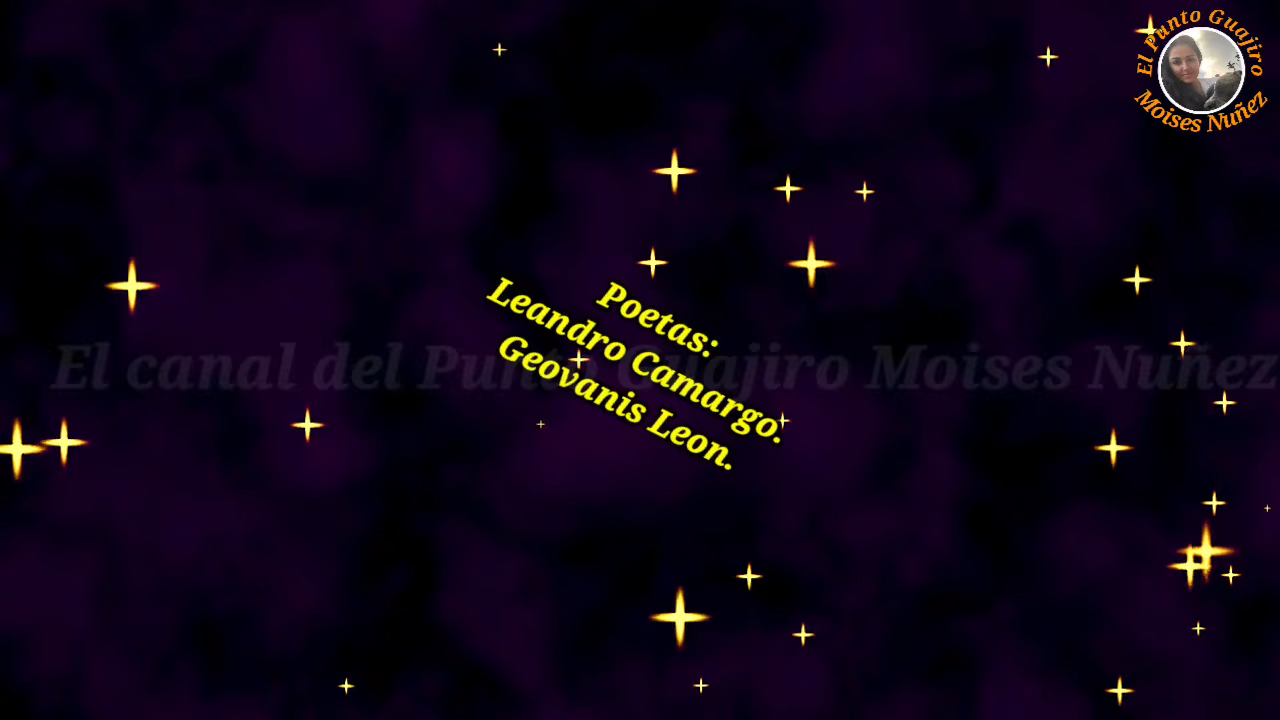 El Punto Guajiro
Moises Nuñez
Poetas:
Leandro Camargo.
Geovanis Leon.
El canal del Punto Guajiro Moises Nuñez